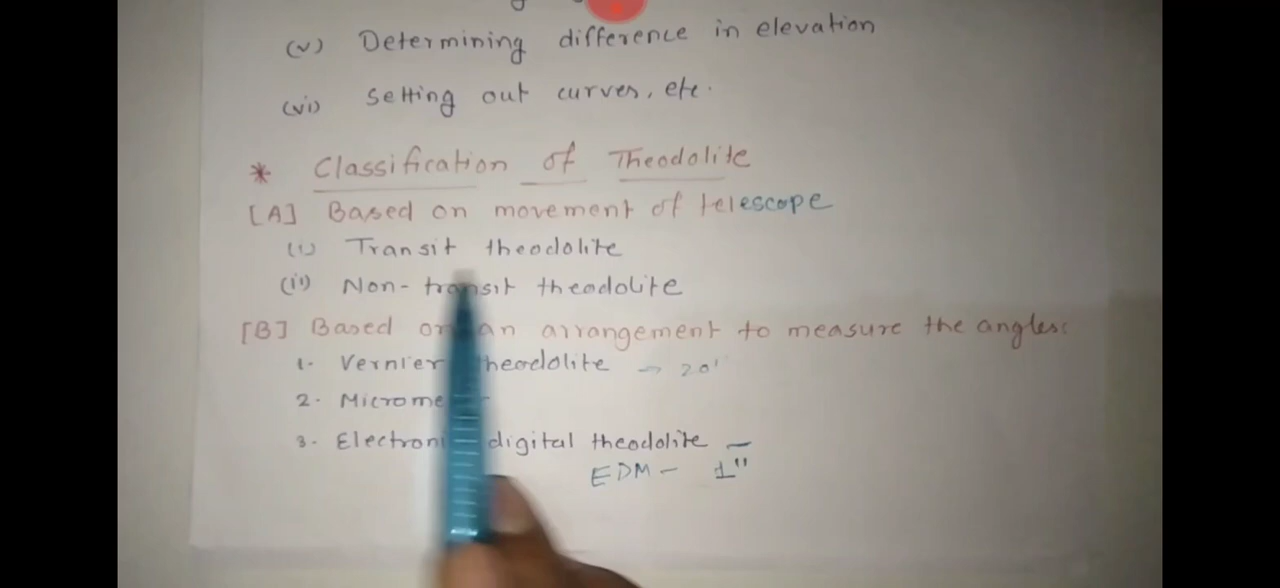 (v) Determining difference in elevation
(vi) Setting out curves, etc.
* Classification of Theodolite
[A] Based on movement of telescope
(i) Transit theodolite
(ii) Non-transit theodolite
[B] Based on an arrangement to measure the angles:
1. Vernier theodolite → 20'
2. Microme
3. Electroni digital theodolite –
EDM – 1"